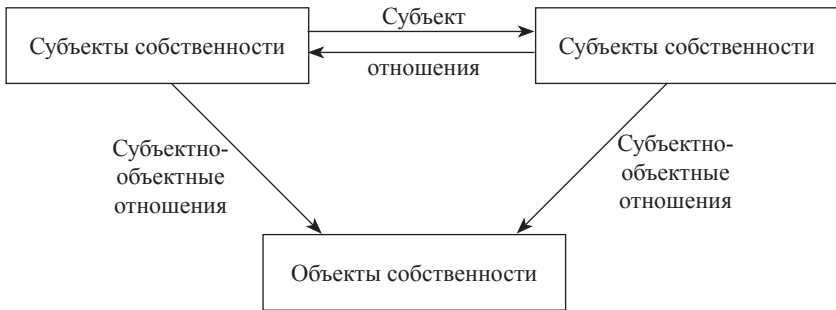 Субъект
Субъекты собственности
Субъекты собственности
отношения
Субъектно-
объектные
отношения
Субъектно-
объектные
отношения
Объекты собственности